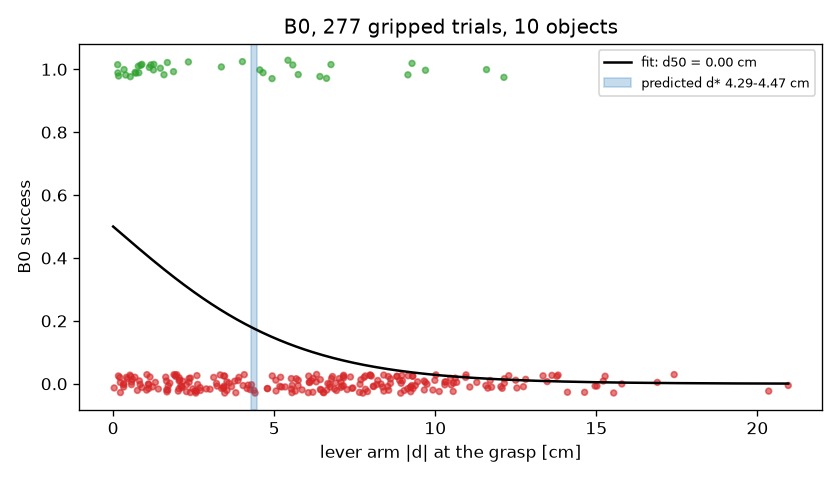 B0, 277 gripped trials, 10 objects
fit: d50 = 0.00 cm
predicted d* 4.29-4.47 cm
B0 success
1.0
0.8
0.6
0.4
0.2
0.0
0 5 10 15 20
lever arm |d| at the grasp [cm]